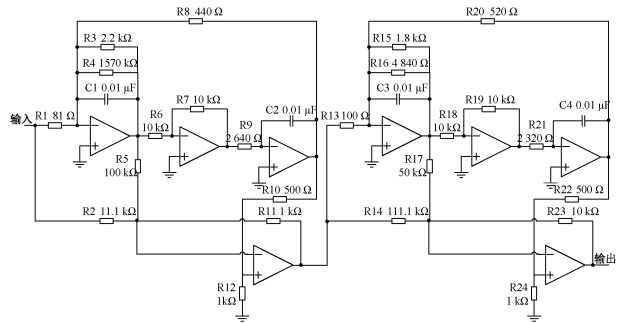 R8 440 Ω
R20 520 Ω
R3 2.2 kΩ
R15 1.8 kΩ
R4 1570 kΩ
R16 4 840 Ω
C1 0.01 μF
C3 0.01 μF
R7 10 kΩ
R19 10 kΩ
C2 0.01 μF
C4 0.01 μF
输入
R1 81 Ω
R6
10 kΩ
R9
2 640 Ω
R13 100 Ω
R18
10 kΩ
R21
2 320 Ω
R5
100 kΩ
R17
50 kΩ
R10 500 Ω
R22 500 Ω
R2 11.1 kΩ
R11 1 kΩ
R14 111.1 kΩ
R23 10 kΩ
R12
1kΩ
R24
1 kΩ
输出